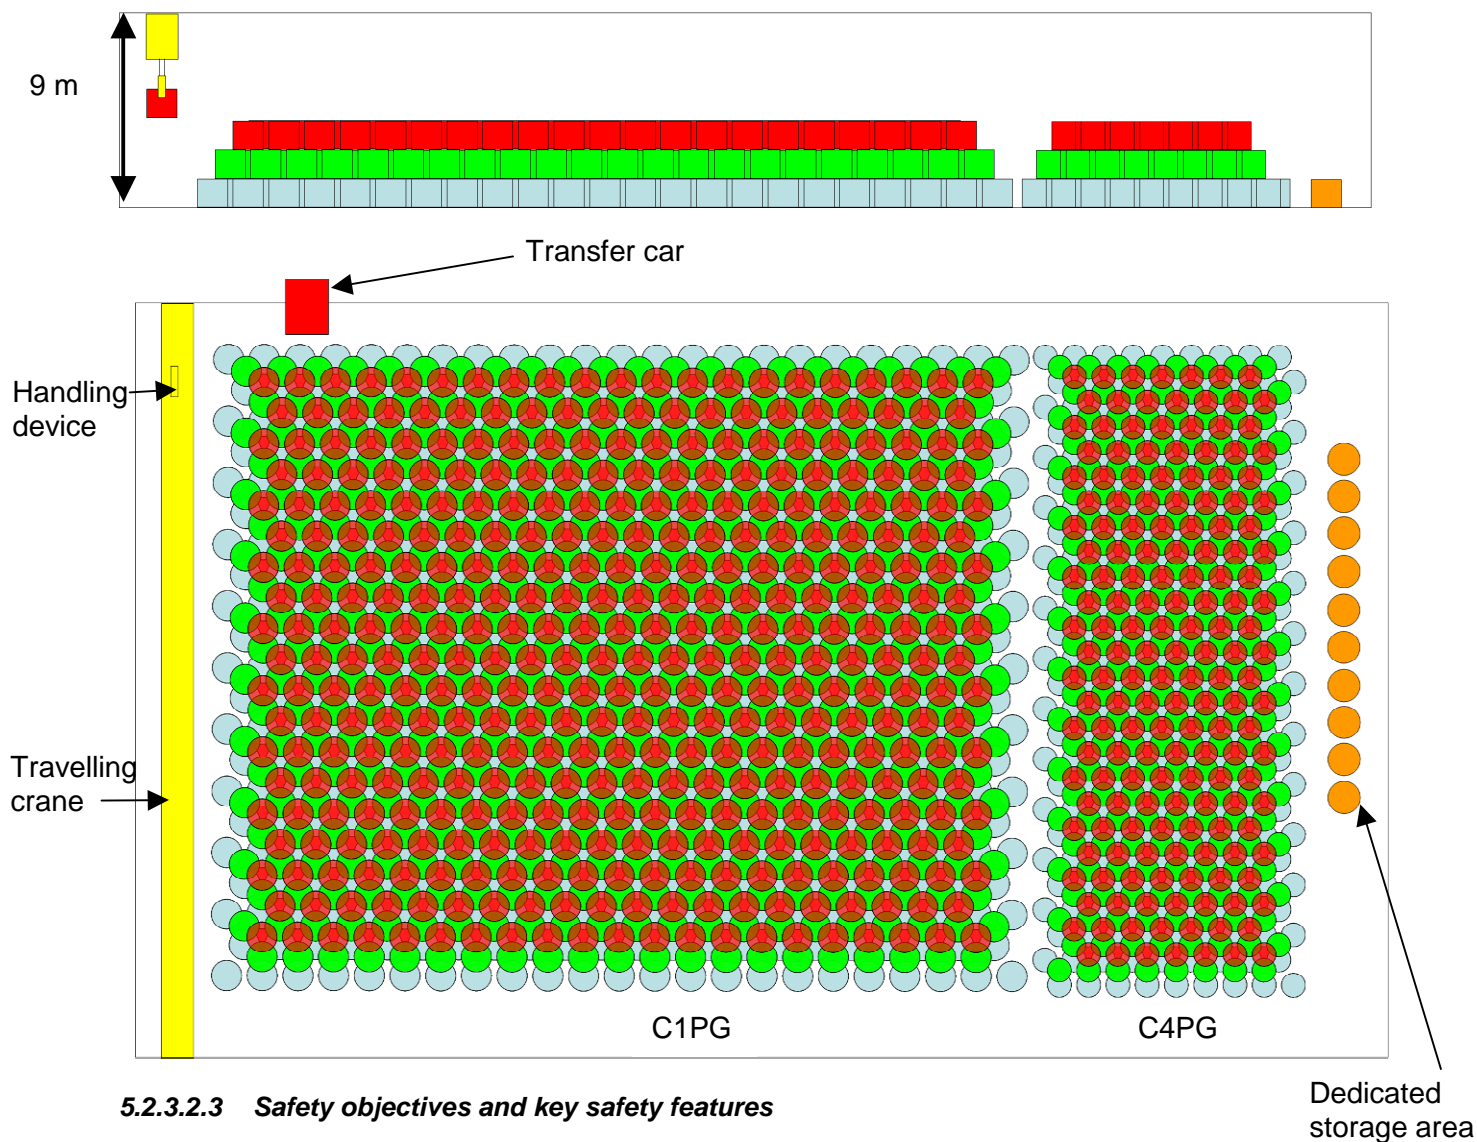 9 m
Transfer car
Handling
device
Travelling
crane
C1PG
C4PG
5.2.3.2.3 Safety objectives and key safety features
Dedicated
storage area